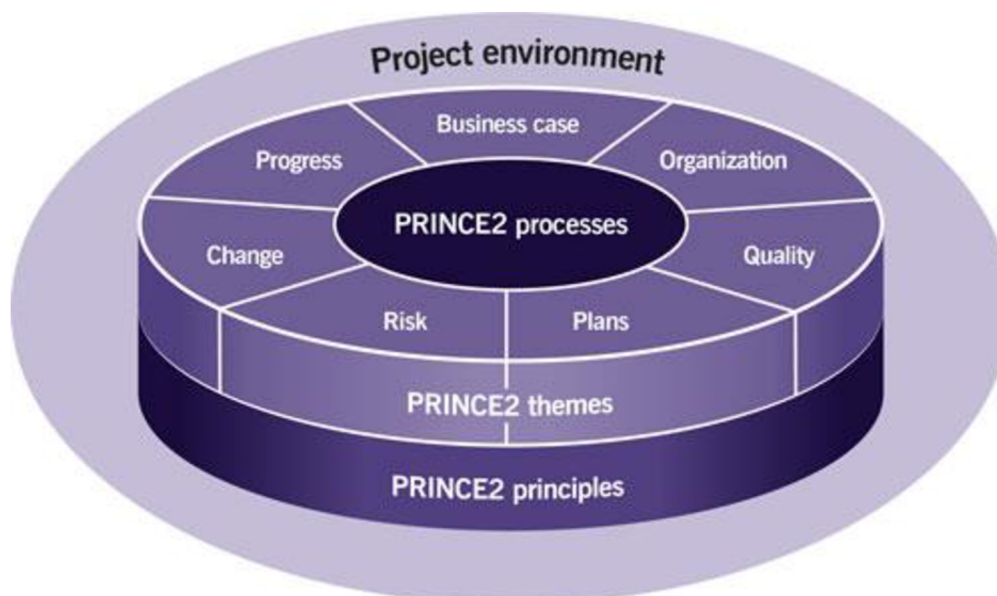 Project environment
Business case
Progress
Organization
PRINCE2 processes
Change
Quality
Risk
Plans
PRINCE2 themes
PRINCE2 principles